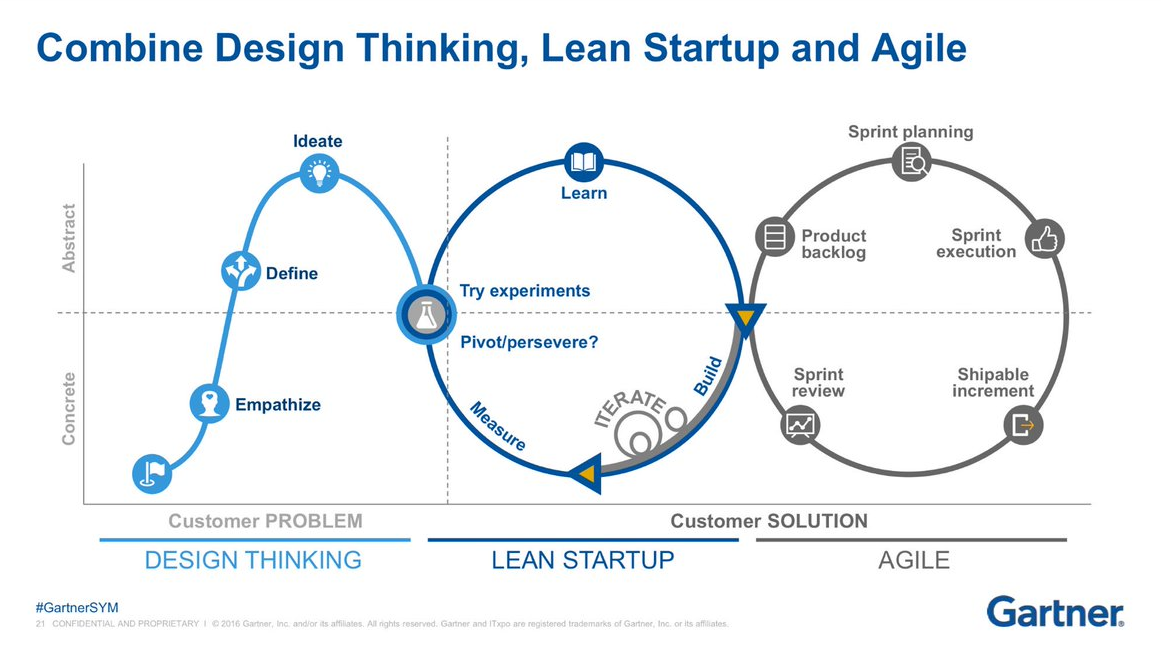 Combine Design Thinking, Lean Startup and Agile
Abstract
Concrete
Ideate
Define
Empathize
Learn
Try experiments
Pivot/persevere?
Measure
ITERATE
Build
Sprint planning
Product
backlog
Sprint
execution
Sprint
review
Shipable
increment
Customer PROBLEM
Customer SOLUTION
DESIGN THINKING
LEAN STARTUP
AGILE
#GartnerSYM
21 CONFIDENTIAL AND PROPRIETARY I © 2016 Gartner, Inc. and/or its affiliates. All rights reserved. Gartner and ITxpo are registered trademarks of Gartner, Inc. or its affiliates.
Gartner®